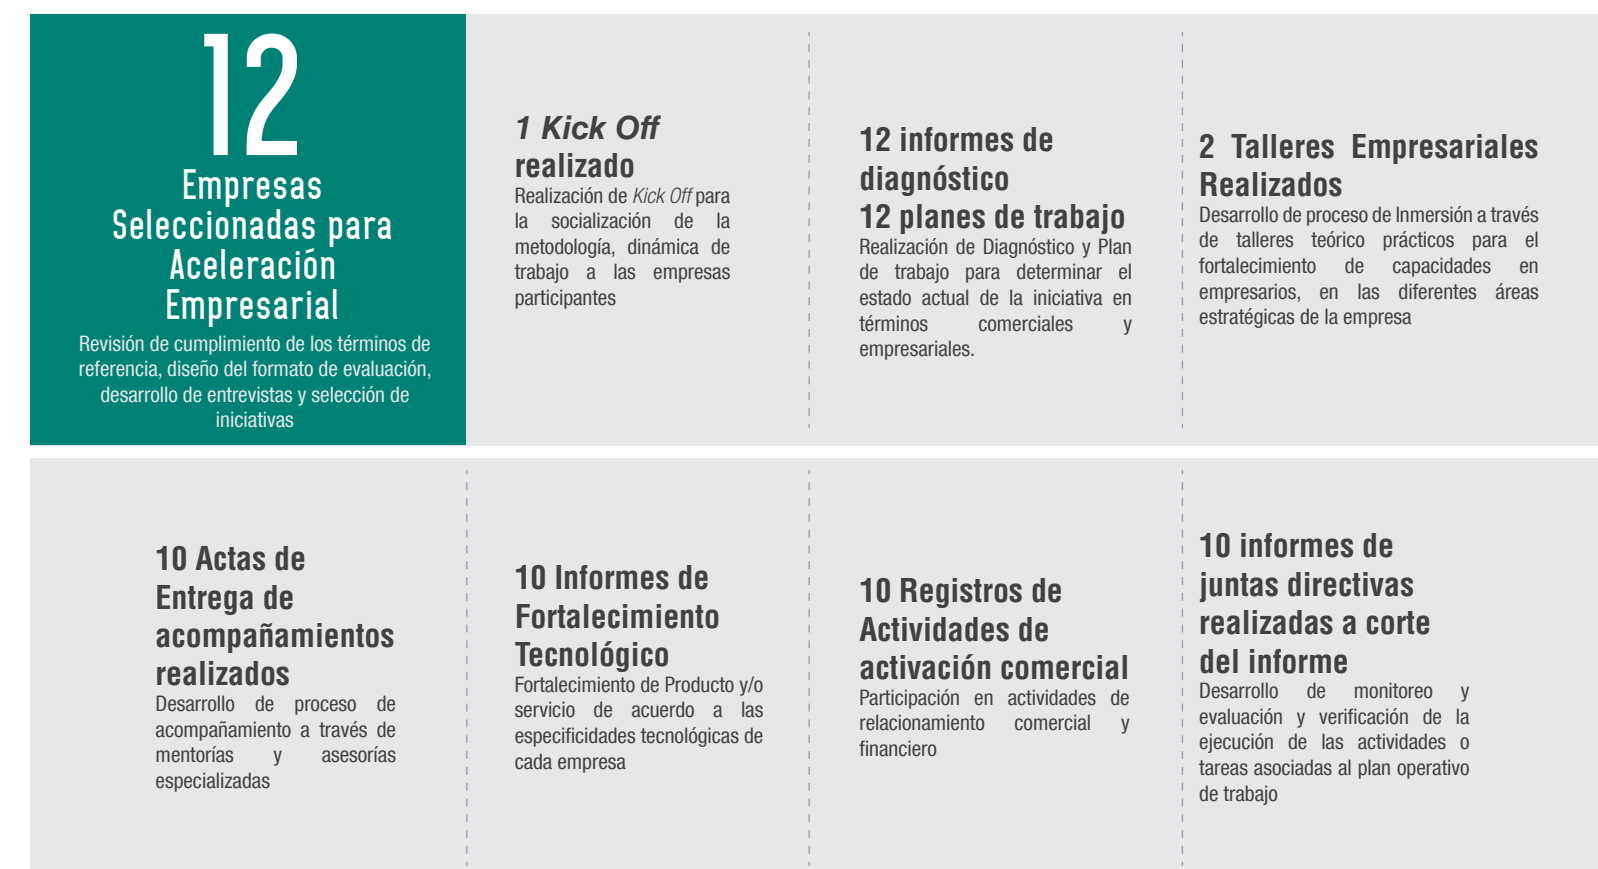 12
Empresas
Seleccionadas para
Aceleración
Empresarial
Revisión de cumplimiento de los términos de
referencia, diseño del formato de evaluación,
desarrollo de entrevistas y selección de
iniciativas
1 Kick Off
realizado
Realización de Kick Off para
la socialización de la
metodología, dinámica de
trabajo a las empresas
participantes
12 informes de
diagnóstico
12 planes de trabajo
Realización de Diagnóstico y Plan
de trabajo para determinar el
estado actual de la iniciativa en
términos comerciales y
empresariales.
2 Talleres Empresariales
Realizados
Desarrollo de proceso de Inmersión a través
de talleres teórico prácticos para el
fortalecimiento de capacidades en
empresarios, en las diferentes áreas
estratégicas de la empresa
10 Actas de
Entrega de
acompañamientos
realizados
Desarrollo de proceso de
acompañamiento a través de
mentorías y asesorías
especializadas
10 Informes de
Fortalecimiento
Tecnológico
Fortalecimiento de Producto y/o
servicio de acuerdo a las
especificidades tecnológicas de
cada empresa
10 Registros de
Actividades de
activación comercial
Participación en actividades de
relacionamiento comercial y
financiero
10 informes de
juntas directivas
realizadas a corte
del informe
Desarrollo de monitoreo y
evaluación y verificación de la
ejecución de las actividades o
tareas asociadas al plan operativo
de trabajo